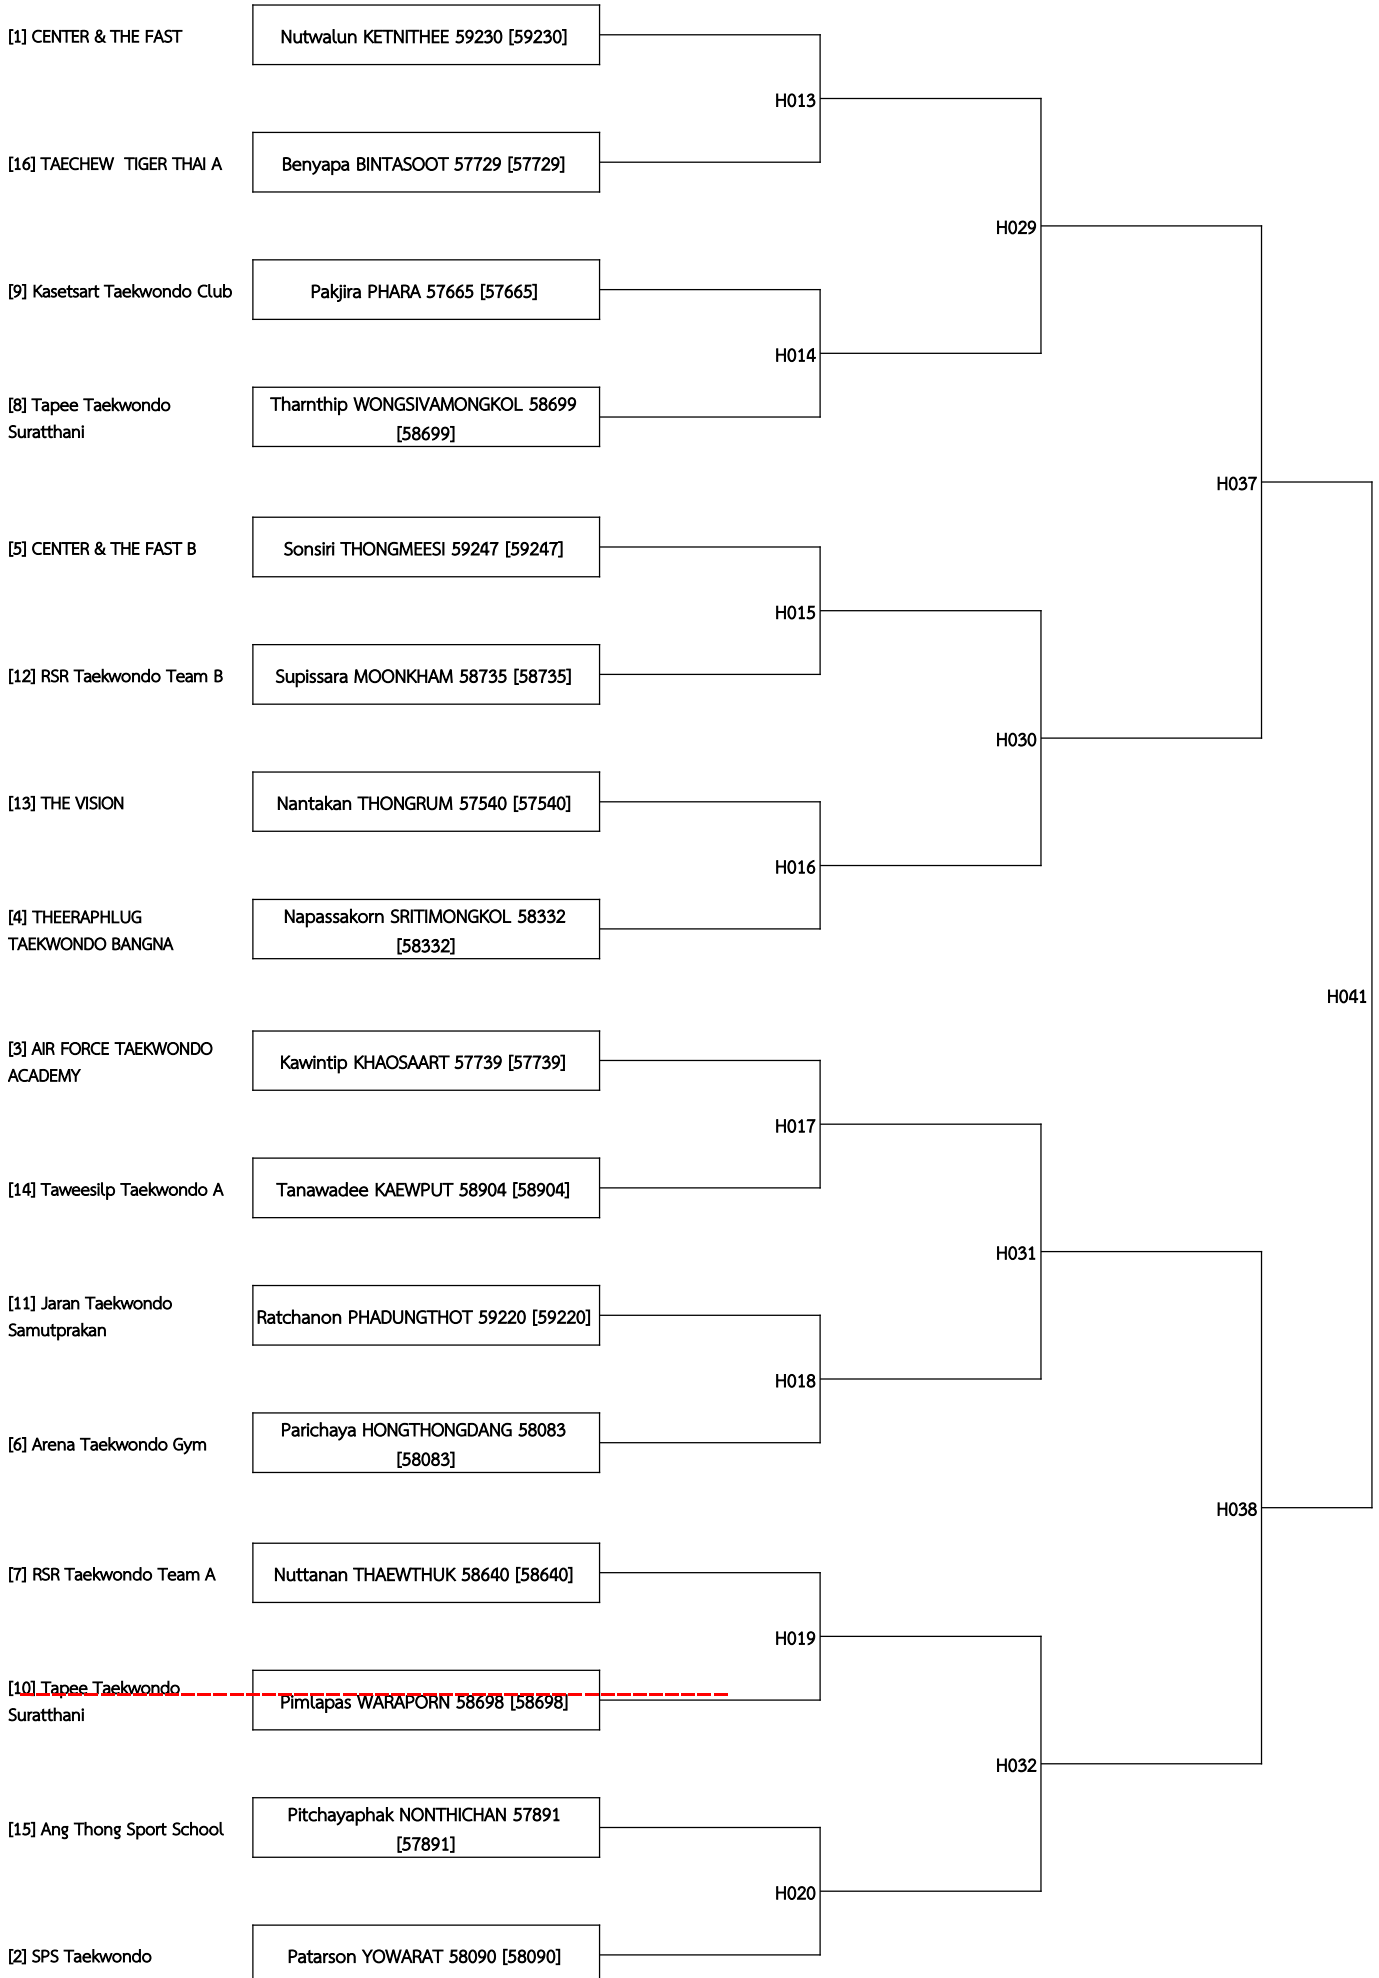 [1] CENTER & THE FAST
Nutwalun KETNITHEE 59230 [59230]
H013
[16] TAECHEW  TIGER THAI A
Benyapa BINTASOOT 57729 [57729]
H029
[9] Kasetsart Taekwondo Club
Pakjira PHARA 57665 [57665]
H014
[8] Tapee Taekwondo
Suratthani
Tharnthip WONGSIVAMONGKOL 58699
[58699]
H037
[5] CENTER & THE FAST B
Sonsiri THONGMEESI 59247 [59247]
H015
[12] RSR Taekwondo Team B
Supissara MOONKHAM 58735 [58735]
H030
[13] THE VISION
Nantakan THONGRUM 57540 [57540]
H016
[4] THEERAPHLUG
TAEKWONDO BANGNA
Napassakorn SRITIMONGKOL 58332
[58332]
H041
[3] AIR FORCE TAEKWONDO
ACADEMY
Kawintip KHAOSAART 57739 [57739]
H017
[14] Taweesilp Taekwondo A
Tanawadee KAEWPUT 58904 [58904]
H031
[11] Jaran Taekwondo
Samutprakan
Ratchanon PHADUNGTHOT 59220 [59220]
H018
[6] Arena Taekwondo Gym
Parichaya HONGTHONGDANG 58083
[58083]
H038
[7] RSR Taekwondo Team A
Nuttanan THAEWTHUK 58640 [58640]
H019
[10] Tapee Taekwondo
Suratthani
Pimlapas WARAPORN 58698 [58698]
H032
[15] Ang Thong Sport School
Pitchayaphak NONTHICHAN 57891
[57891]
H020
[2] SPS Taekwondo
Patarson YOWARAT 58090 [58090]